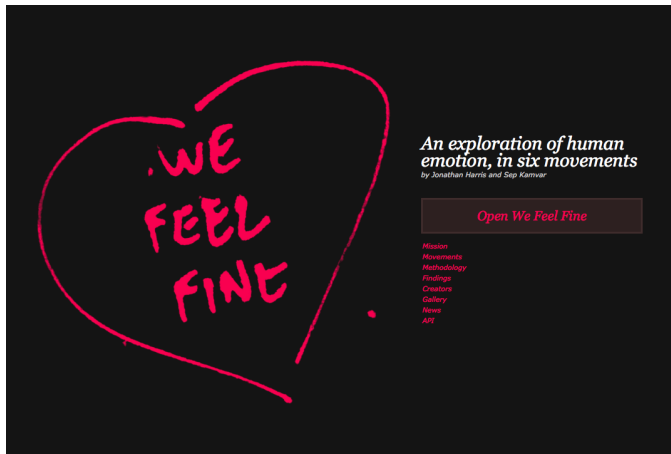 .WE
FEEL
FINE
An exploration of human
emotion, in six movements
by Jonathan Harris and Sep Kamvar
Open We Feel Fine
Mission
Movements
Methodology
Findings
Creators
Gallery
News
API